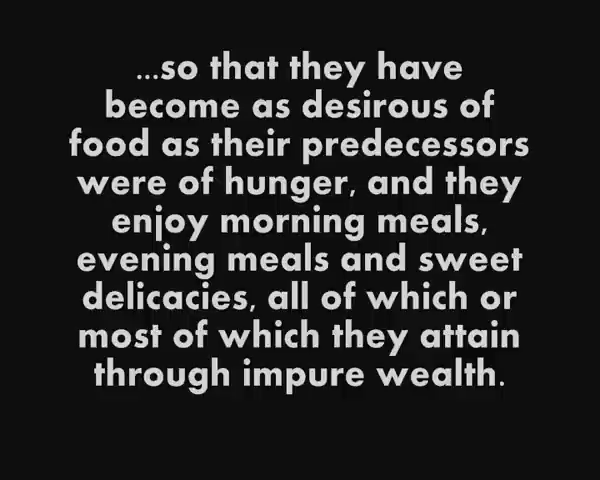 ...so that they have
become as desirous of
food as their predecessors
were of hunger, and they
enjoy morning meals,
evening meals and sweet
delicacies, all of which or
most of which they attain
through impure wealth.